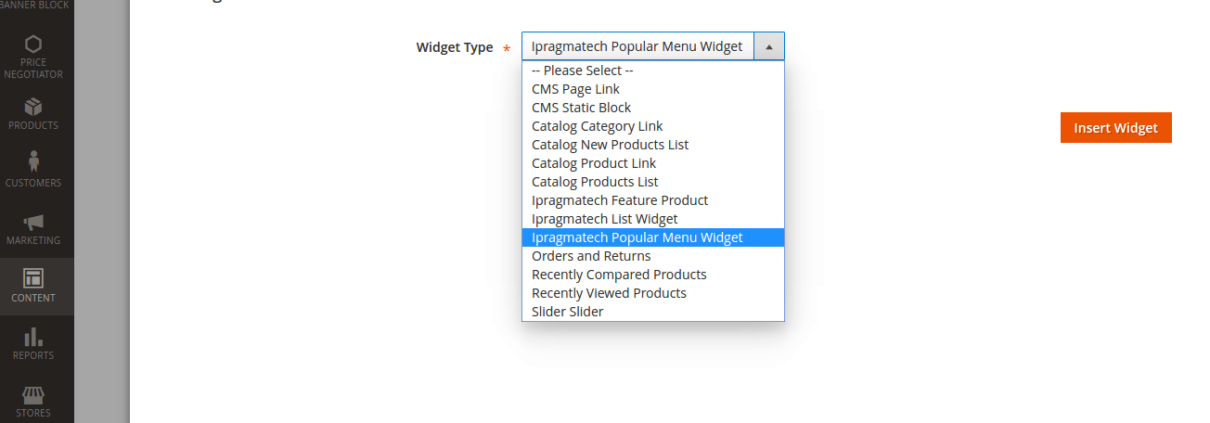 BANNER BLOCK
PRICE
NEGOTIATOR
PRODUCTS
CUSTOMERS
MARKETING
CONTENT
REPORTS
STORES
Widget Type *
Ipragmatech Popular Menu Widget
-- Please Select --
CMS Page Link
CMS Static Block
Catalog Category Link
Catalog New Products List
Catalog Product Link
Catalog Products List
Ipragmatech Feature Product
Ipragmatech List Widget
Ipragmatech Popular Menu Widget
Orders and Returns
Recently Compared Products
Recently Viewed Products
Slider Slider
Insert Widget